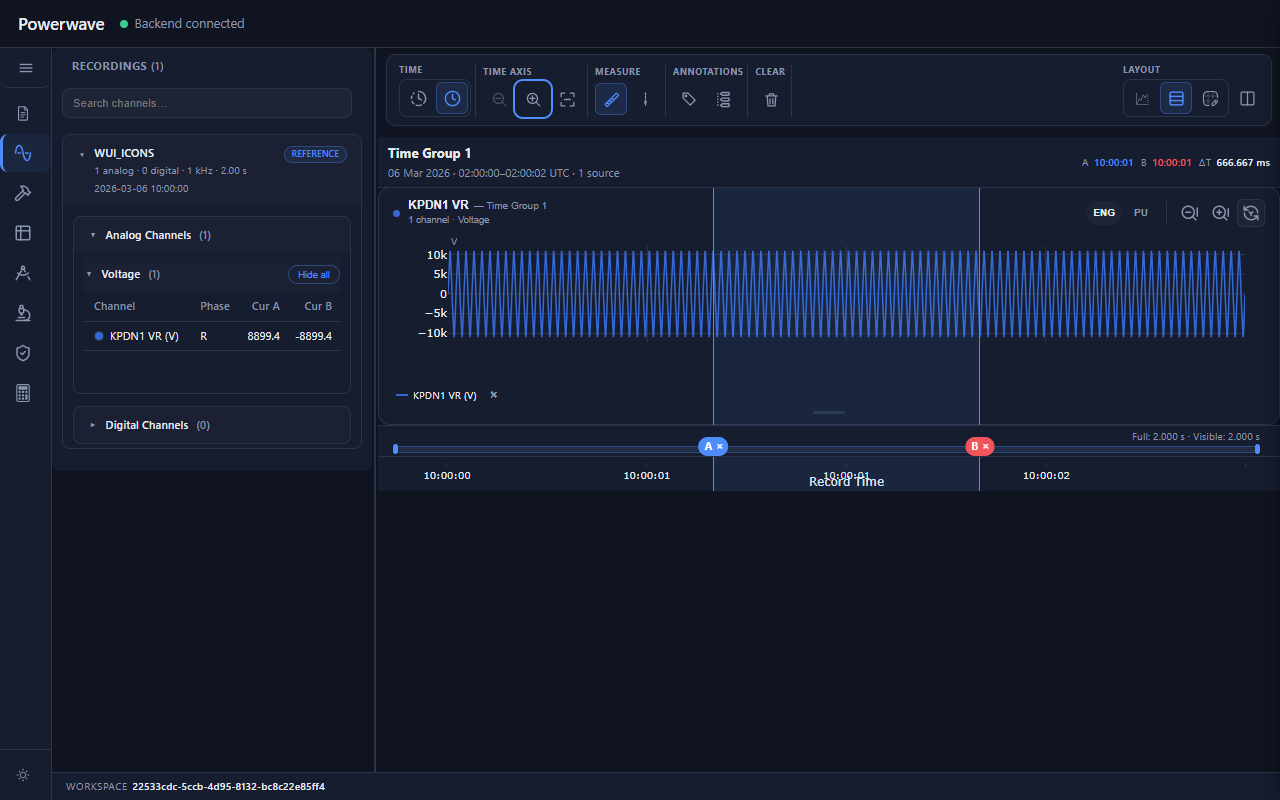 Powerwave
Backend connected
RECORDINGS (1)
Search channels...
WUI_ICONS
REFERENCE
1 analog · 0 digital · 1 kHz · 2.00 s
2026-03-06 10:00:00
Analog Channels (1)
Voltage (1)
Hide all
Channel Phase Cur A Cur B
KPDN1 VR (V) R 8899.4 -8899.4
Digital Channels (0)
TIME
TIME AXIS
MEASURE
ANNOTATIONS
CLEAR
LAYOUT
Time Group 1
06 Mar 2026 · 02:00:00–02:00:02 UTC · 1 source
A 10:00:01 B 10:00:01 ΔT 666.667 ms
KPDN1 VR — Time Group 1
1 channel · Voltage
ENG PU
V
10k
5k
0
−5k
−10k
KPDN1 VR (V) ×
Full: 2.000 s · Visible: 2.000 s
A ×
B ×
10:00:00 10:00:01 10:00:01 10:00:02
Record Time
WORKSPACE 22533cdc-5ccb-4d95-8132-bc8c22e85ff4